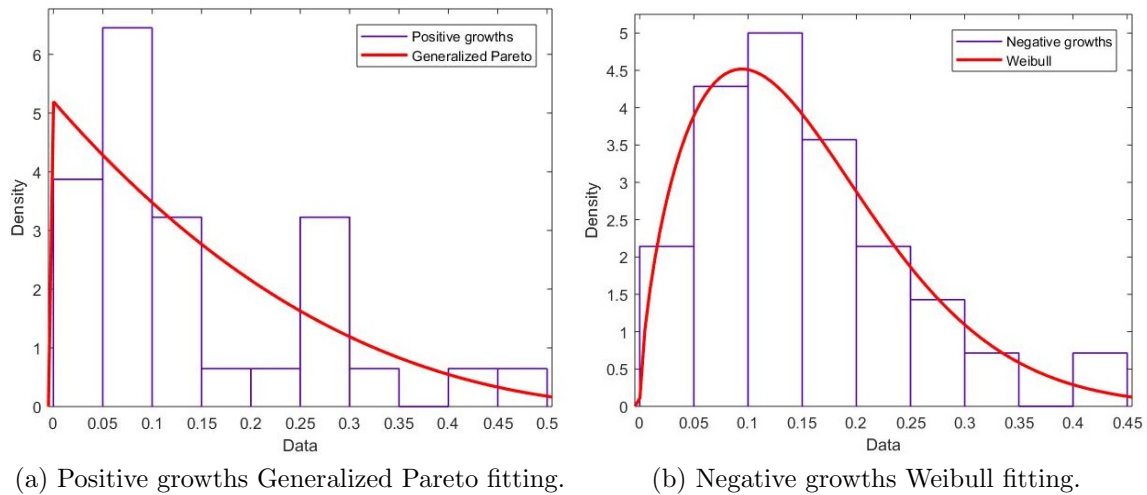 Positive growths
Generalized Pareto
6
5
4
3
2
1
0
Density
0 0.05 0.1 0.15 0.2 0.25 0.3 0.35 0.4 0.45 0.5
Data
Negative growths
Weibull
5
4.5
4
3.5
3
2.5
2
1.5
1
0.5
0
Density
0 0.05 0.1 0.15 0.2 0.25 0.3 0.35 0.4 0.45
Data
(a) Positive growths Generalized Pareto fitting.
(b) Negative growths Weibull fitting.